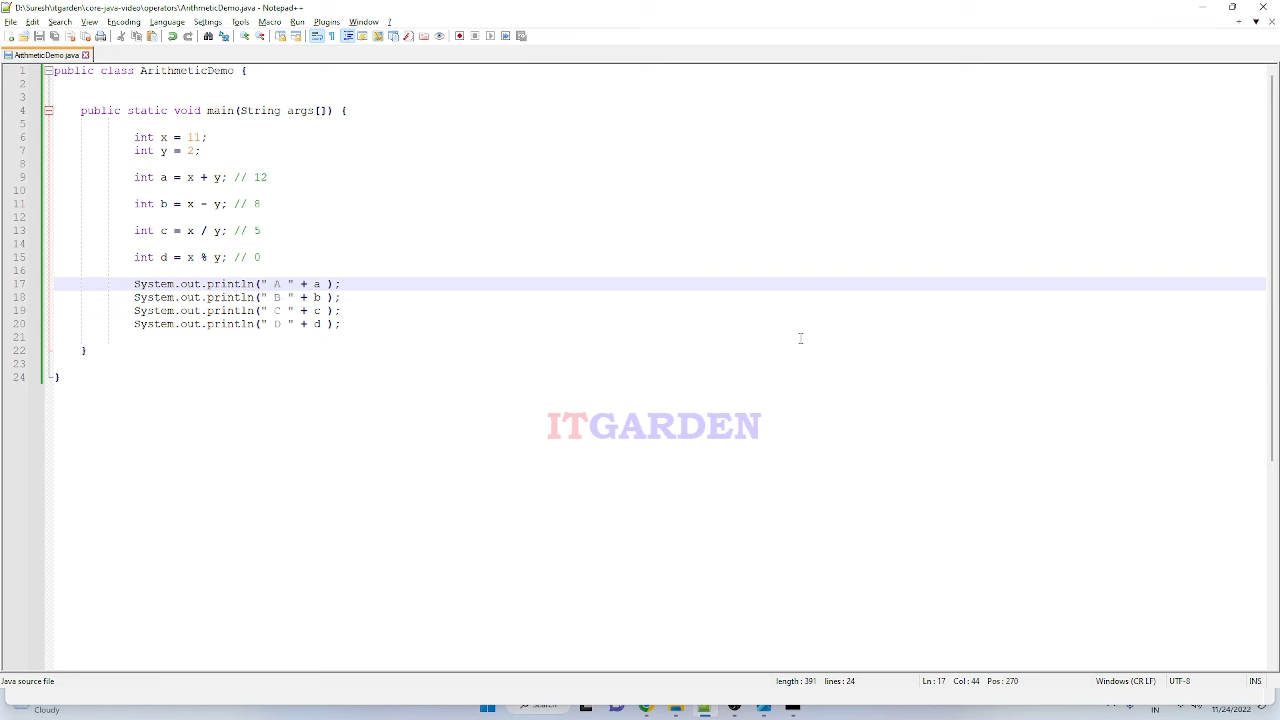 D:\Suresh\itgarden\core-java-video\operators\ArithmeticDemo.java - Notepad++
File Edit Search View Encoding Language Settings Tools Macro Run Plugins Window ?
ArithmeticDemo.java
1 public class ArithmeticDemo {
2
3
4 public static void main(String args[]) {
5
6 int x = 11;
7 int y = 2;
8
9 int a = x + y; // 12
10
11 int b = x - y; // 8
12
13 int c = x / y; // 5
14
15 int d = x % y; // 0
16
17 System.out.println(" A " + a );
18 System.out.println(" B " + b );
19 System.out.println(" C " + c );
20 System.out.println(" D " + d );
21
22 }
23
24 }
ITGARDEN
Java source file length : 391 lines : 24 Ln : 17 Col : 44 Pos : 270 Windows (CR LF) UTF-8 INS
Cloudy Search IN 11/24/2022